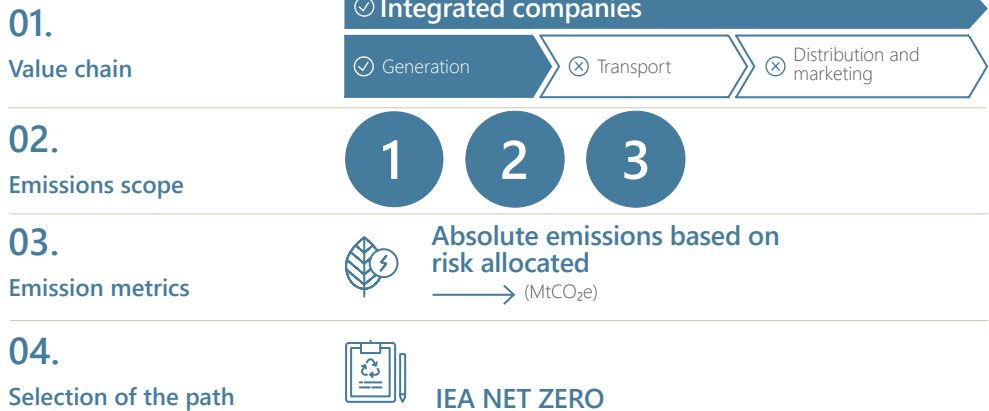 Integrated companies
01.
Value chain
Generation
Transport
Distribution and
marketing
02.
Emissions scope
1
2
3
03.
Emission metrics
Absolute emissions based on
risk allocated
(MtCO₂e)
04.
Selection of the path
IEA NET ZERO